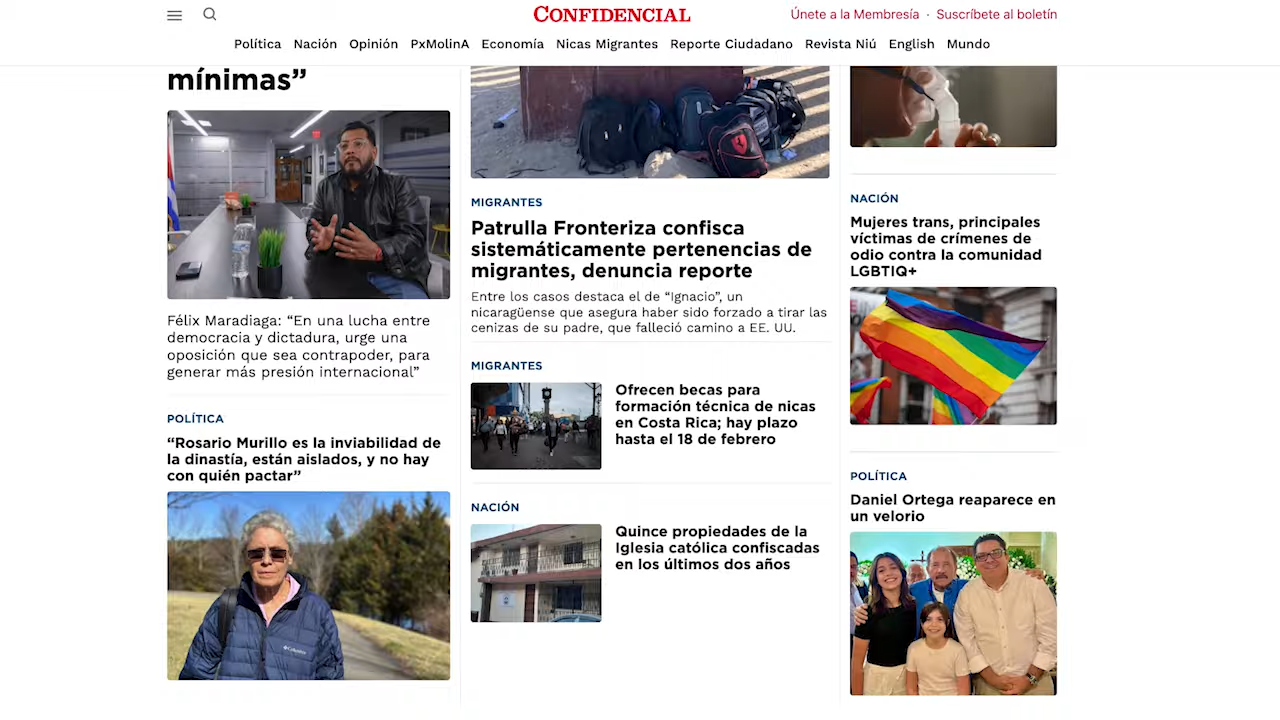 CONFIDENCIAL
Únete a la Membresía · Suscríbete al boletín
Política Nación Opinión PxMolinA Economía Nicas Migrantes Reporte Ciudadano Revista Niú English Mundo
mínimas”
Félix Maradiaga: “En una lucha entre
democracia y dictadura, urge una
oposición que sea contrapoder, para
generar más presión internacional”
POLÍTICA
“Rosario Murillo es la inviabilidad de
la dinastía, están aislados, y no hay
con quién pactar”
Columbia
MIGRANTES
Patrulla Fronteriza confisca
sistemáticamente pertenencias de
migrantes, denuncia reporte
Entre los casos destaca el de “Ignacio”, un
nicaragüense que asegura haber sido forzado a tirar las
cenizas de su padre, que falleció camino a EE. UU.
MIGRANTES
Ofrecen becas para
formación técnica de nicas
en Costa Rica; hay plazo
hasta el 18 de febrero
NACIÓN
Quince propiedades de la
Iglesia católica confiscadas
en los últimos dos años
NACIÓN
Mujeres trans, principales
víctimas de crímenes de
odio contra la comunidad
LGBTIQ+
POLÍTICA
Daniel Ortega reaparece en
un velorio